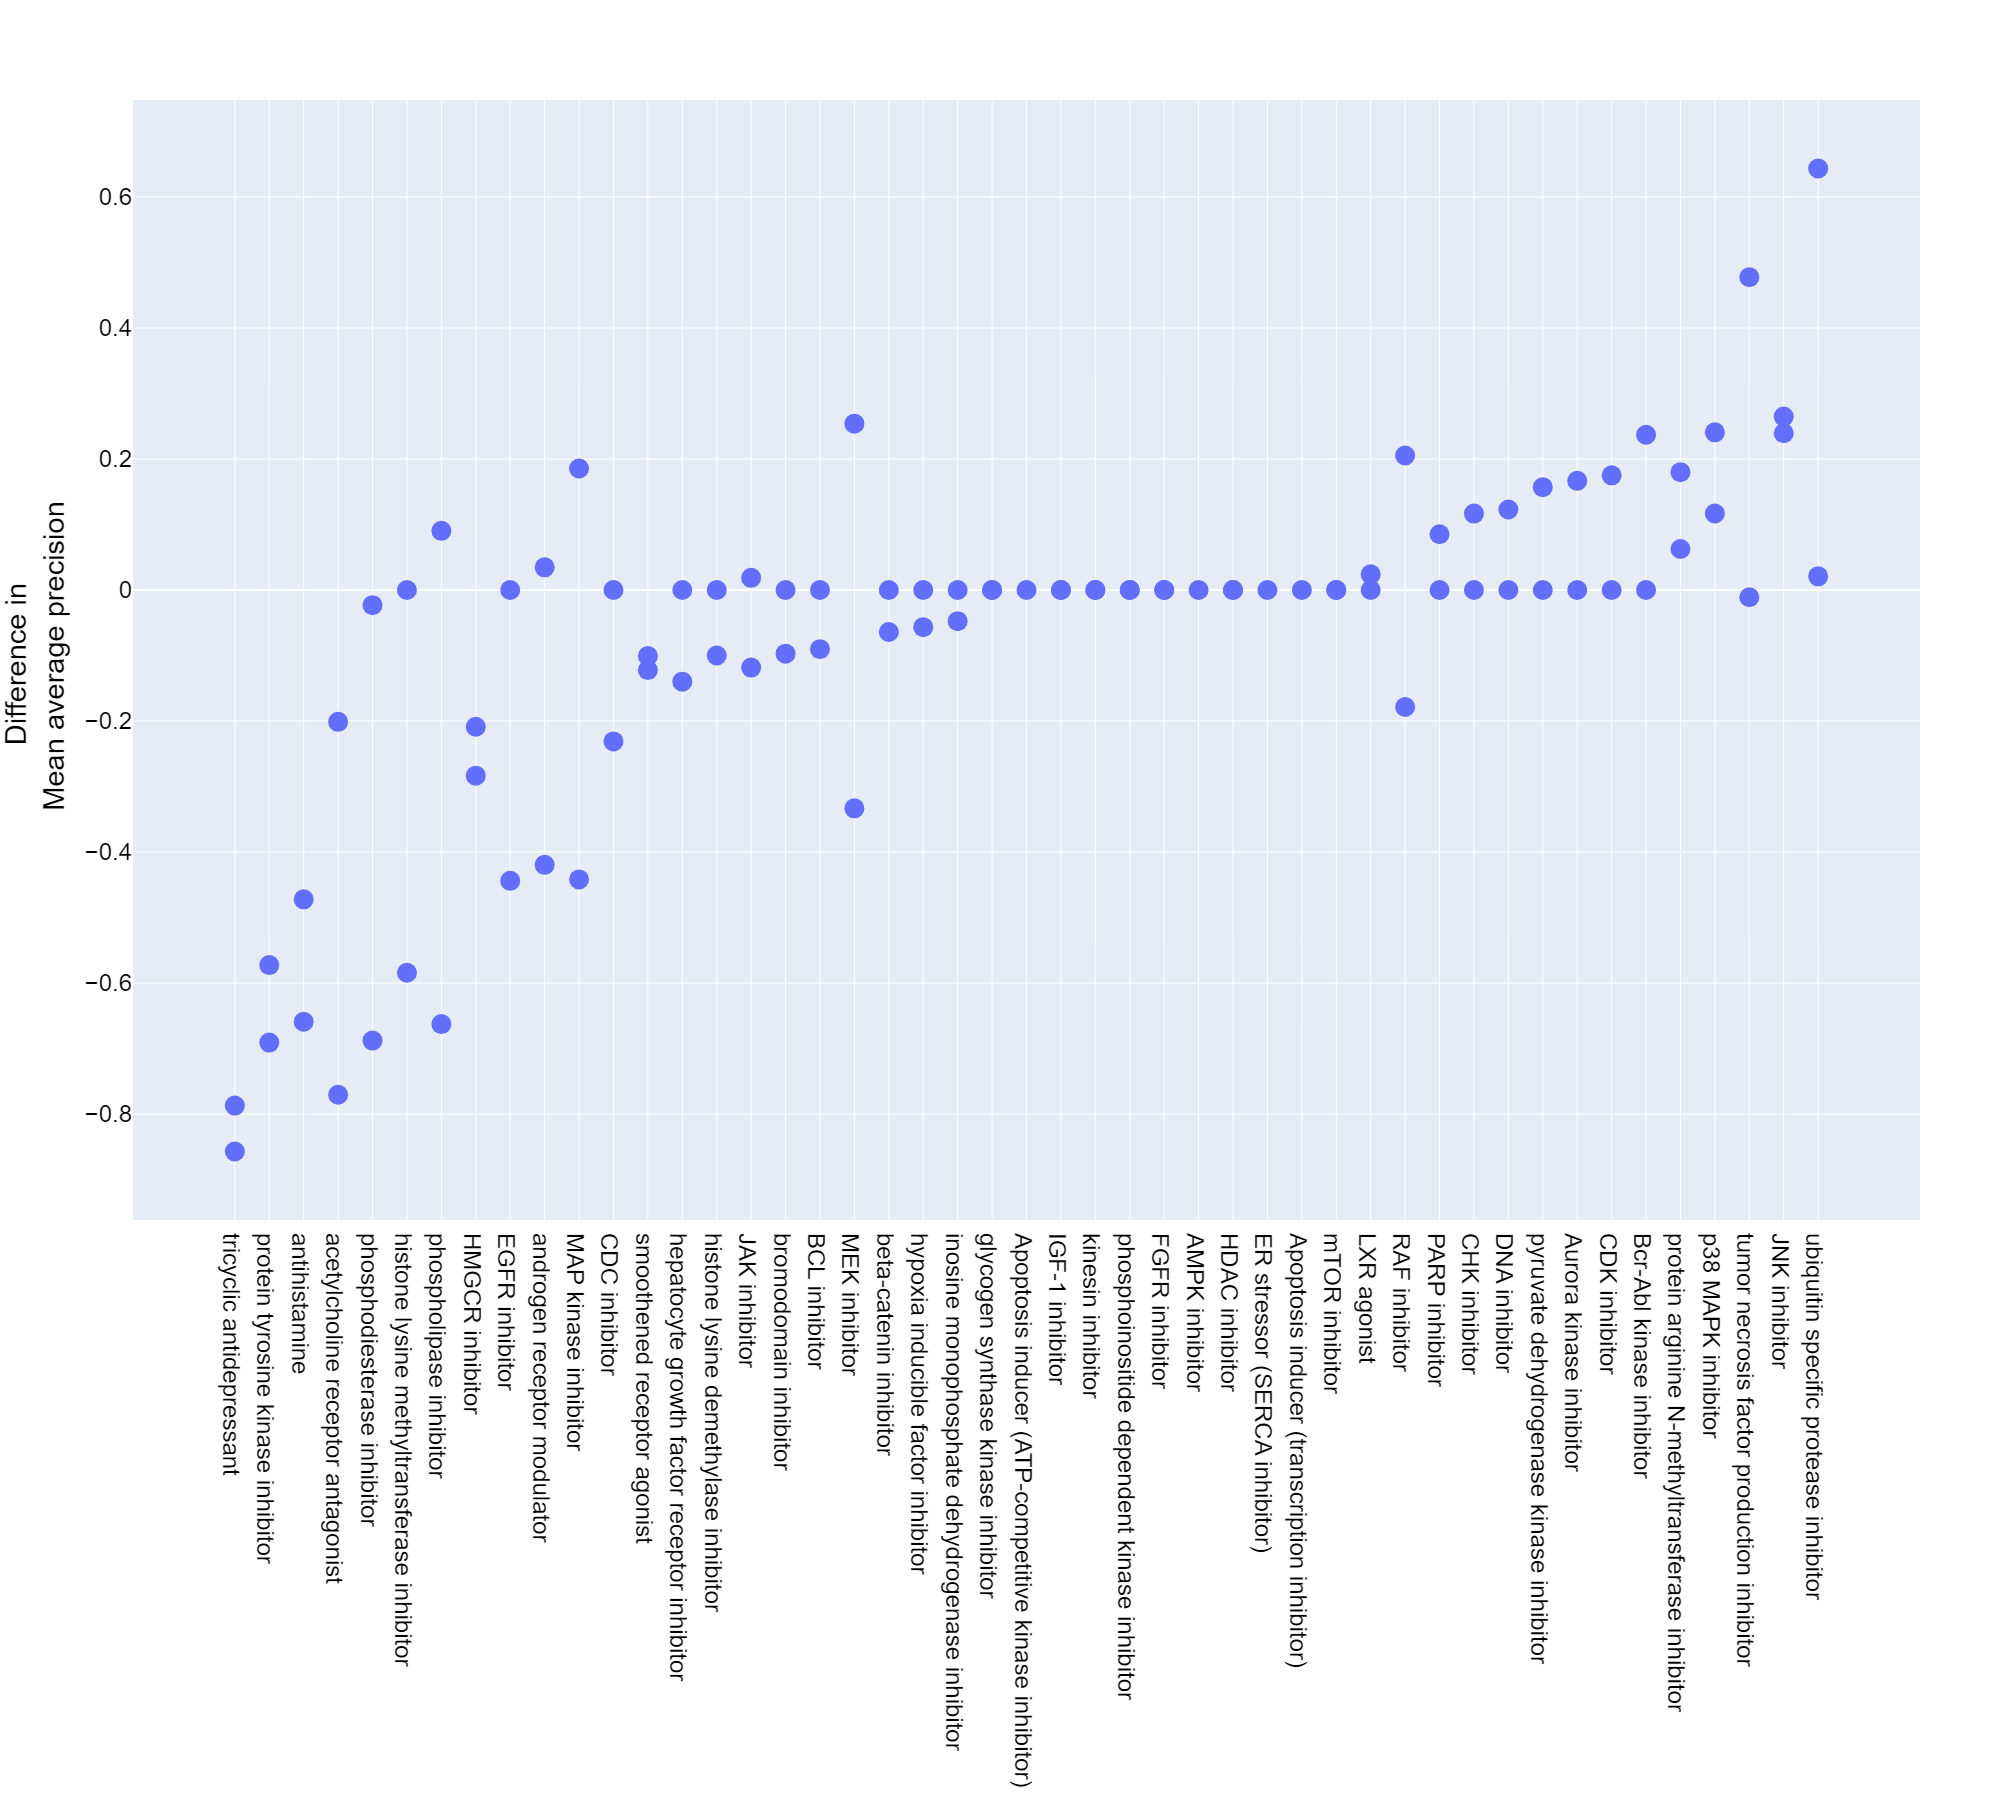 0.6
0.4
0.2
0
−0.2
−0.4
−0.6
−0.8
Difference in
Mean average precision
tricyclic antidepressant
protein tyrosine kinase inhibitor
antihistamine
acetylcholine receptor antagonist
phosphodiesterase inhibitor
histone lysine methyltransferase inhibitor
phospholipase inhibitor
HMGCR inhibitor
EGFR inhibitor
androgen receptor modulator
MAP kinase inhibitor
CDC inhibitor
smoothened receptor agonist
hepatocyte growth factor receptor inhibitor
histone lysine demethylase inhibitor
JAK inhibitor
bromodomain inhibitor
BCL inhibitor
MEK inhibitor
beta-catenin inhibitor
hypoxia inducible factor inhibitor
inosine monophosphate dehydrogenase inhibitor
glycogen synthase kinase inhibitor
Apoptosis inducer (ATP-competitive kinase inhibitor)
IGF-1 inhibitor
kinesin inhibitor
phosphoinositide dependent kinase inhibitor
FGFR inhibitor
AMPK inhibitor
HDAC inhibitor
ER stressor (SERCA inhibitor)
Apoptosis inducer (transcription inhibitor)
mTOR inhibitor
LXR agonist
RAF inhibitor
PARP inhibitor
CHK inhibitor
DNA inhibitor
pyruvate dehydrogenase kinase inhibitor
Aurora kinase inhibitor
CDK inhibitor
Bcr-Abl kinase inhibitor
protein arginine N-methyltransferase inhibitor
p38 MAPK inhibitor
tumor necrosis factor production inhibitor
JNK inhibitor
ubiquitin specific protease inhibitor